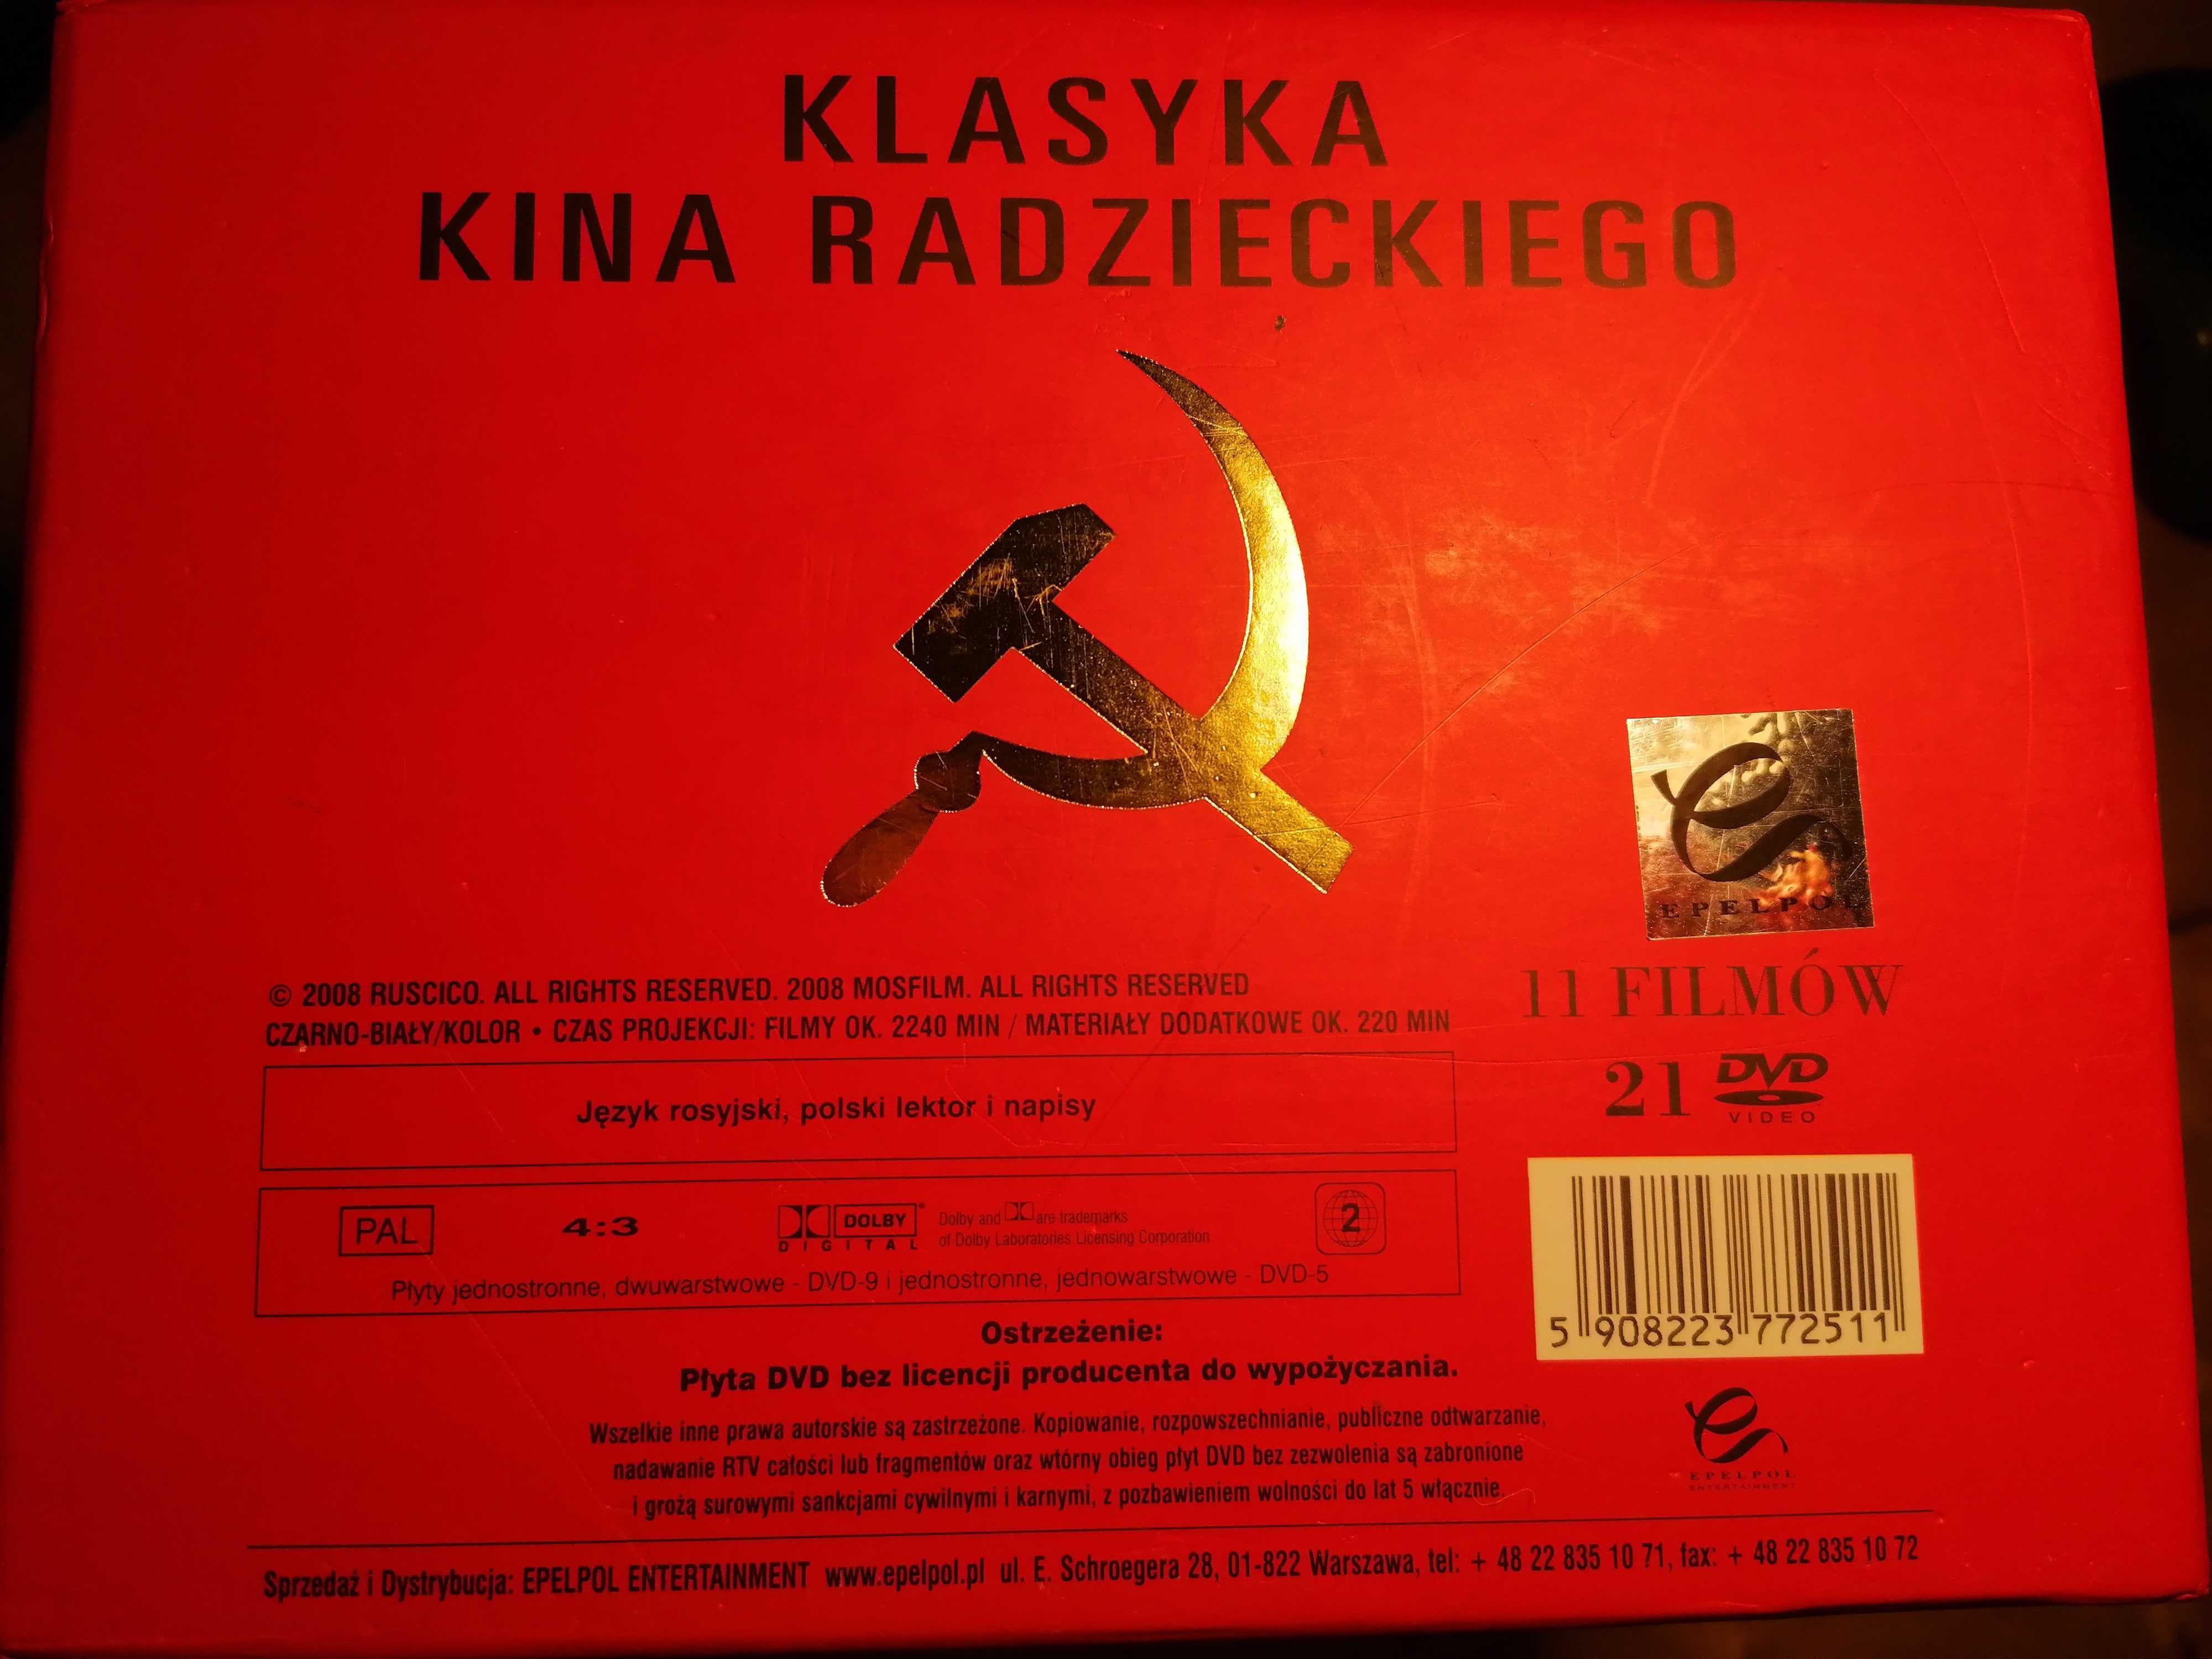 KLASYKA
KINA RADZIECKIEGO
EPELPOL
© 2008 RUSCICO. ALL RIGHTS RESERVED. 2008 MOSFILM. ALL RIGHTS RESERVED
CZARNO-BIAŁY/KOLOR • CZAS PROJEKCJI: FILMY OK. 2240 MIN / MATERIAŁY DODATKOWE OK. 220 MIN
11 FILMÓW
21 DVD
VIDEO
Język rosyjski, polski lektor i napisy
PAL
4:3
DOLBY
DIGITAL
Dolby and are trademarks
of Dolby Laboratories Licensing Corporation
2
Płyty jednostronne, dwuwarstwowe - DVD-9 i jednostronne, jednowarstwowe - DVD-5
5 908223 772511
Ostrzeżenie:
Płyta DVD bez licencji producenta do wypożyczania.
Wszelkie inne prawa autorskie są zastrzeżone. Kopiowanie, rozpowszechnianie, publiczne odtwarzanie,
nadawanie RTV całości lub fragmentów oraz wtórny obieg płyt DVD bez zezwolenia są zabronione
i grożą surowymi sankcjami cywilnymi i karnymi, z pozbawieniem wolności do lat 5 włącznie.
EPELPOL
ENTERTAINMENT
Sprzedaż i Dystrybucja: EPELPOL ENTERTAINMENT www.epelpol.pl ul. E. Schroegera 28, 01-822 Warszawa, tel: + 48 22 835 10 71, fax: + 48 22 835 10 72